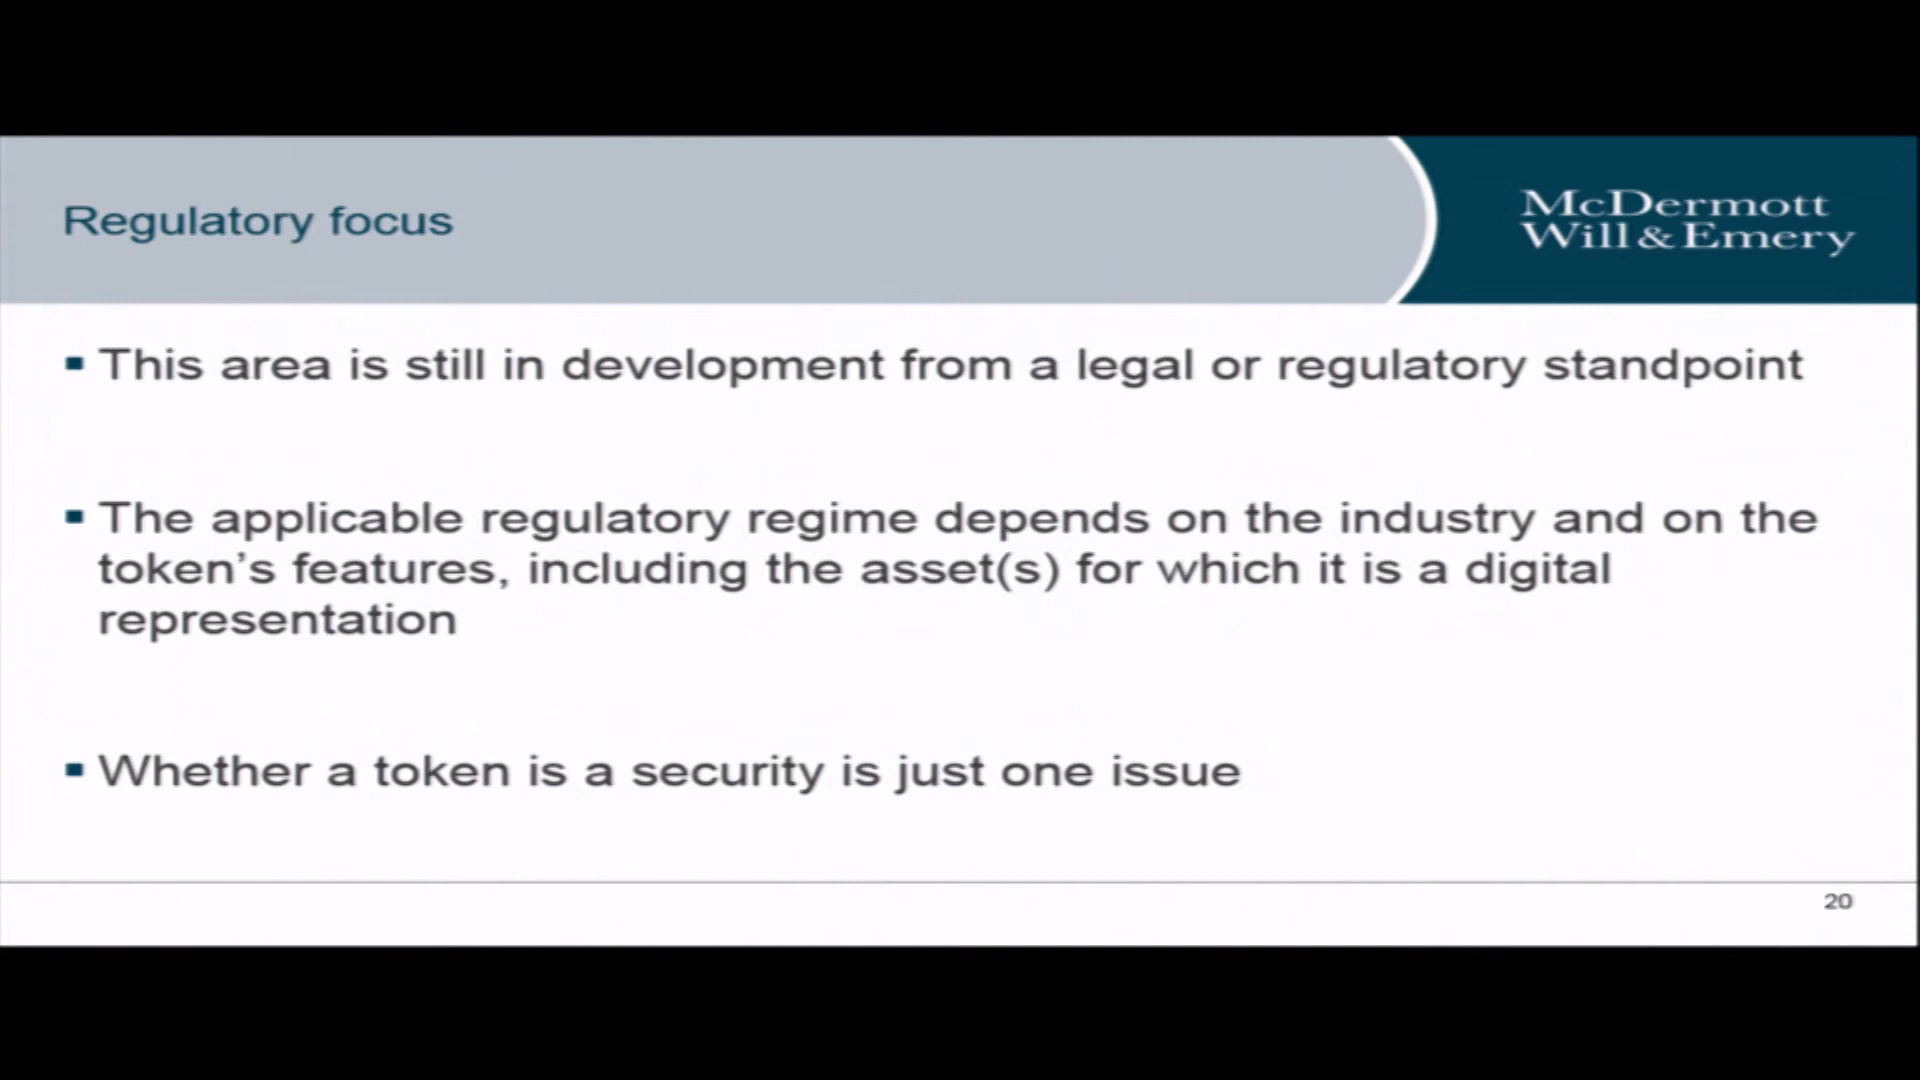 Regulatory focus
McDermott
Will & Emery
▪ This area is still in development from a legal or regulatory standpoint
▪ The applicable regulatory regime depends on the industry and on the
token’s features, including the asset(s) for which it is a digital
representation
▪ Whether a token is a security is just one issue
20